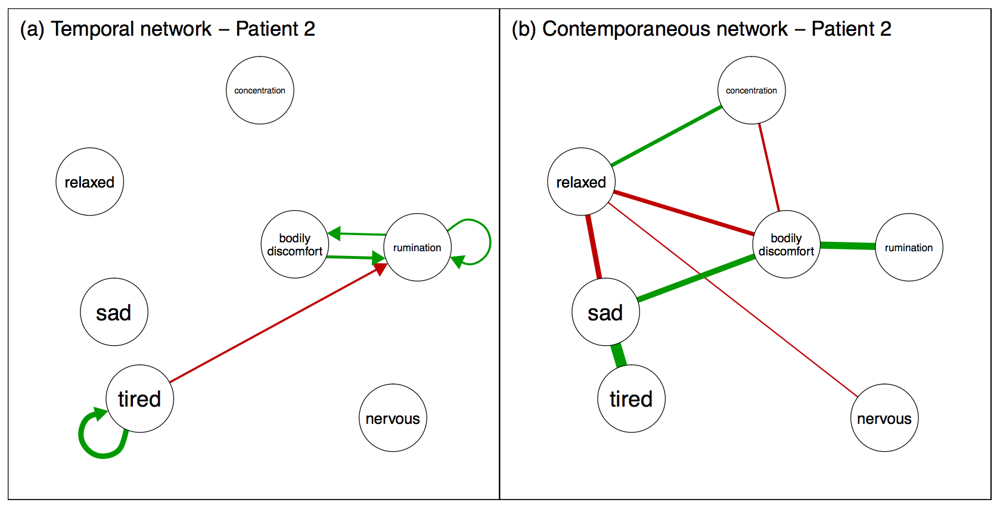 (a) Temporal network – Patient 2
concentration
relaxed
bodily
discomfort
rumination
sad
tired
nervous
(b) Contemporaneous network – Patient 2
concentration
relaxed
bodily
discomfort
rumination
sad
tired
nervous